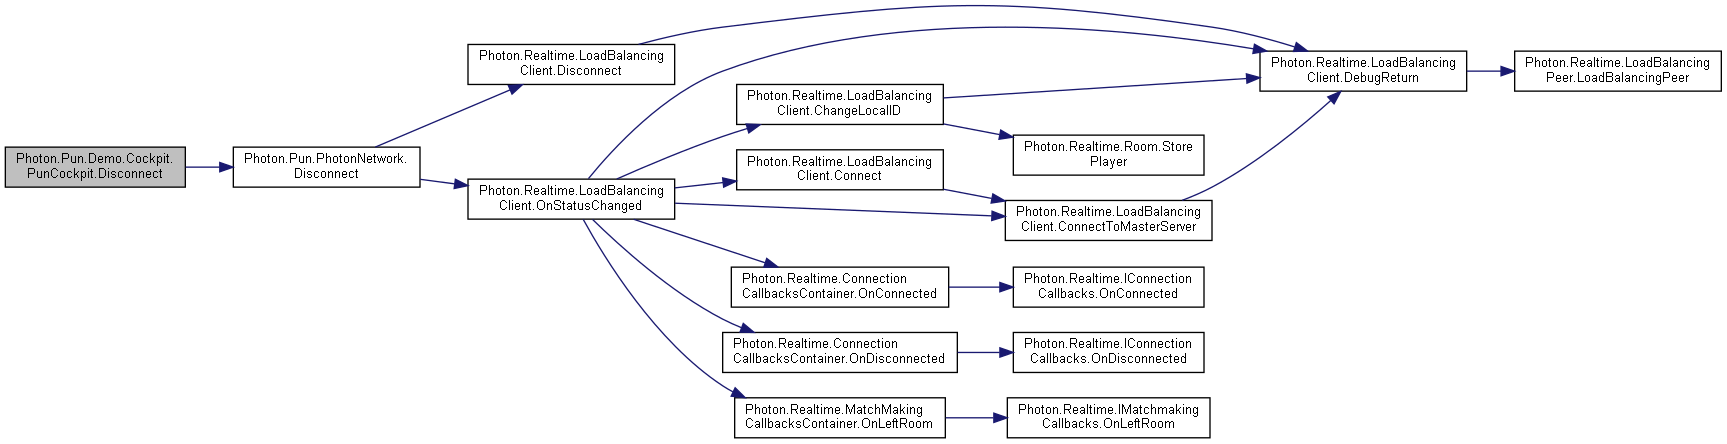 Photon.Pun.Demo.Cockpit.
PunCockpit.Disconnect
Photon.Pun.PhotonNetwork.
Disconnect
Photon.Realtime.LoadBalancing
Client.Disconnect
Photon.Realtime.LoadBalancing
Client.OnStatusChanged
Photon.Realtime.LoadBalancing
Client.ChangeLocalID
Photon.Realtime.LoadBalancing
Client.Connect
Photon.Realtime.Connection
CallbacksContainer.OnConnected
Photon.Realtime.Connection
CallbacksContainer.OnDisconnected
Photon.Realtime.MatchMaking
CallbacksContainer.OnLeftRoom
Photon.Realtime.Room.Store
Player
Photon.Realtime.LoadBalancing
Client.ConnectToMasterServer
Photon.Realtime.IConnection
Callbacks.OnConnected
Photon.Realtime.IConnection
Callbacks.OnDisconnected
Photon.Realtime.IMatchmaking
Callbacks.OnLeftRoom
Photon.Realtime.LoadBalancing
Client.DebugReturn
Photon.Realtime.LoadBalancing
Peer.LoadBalancingPeer